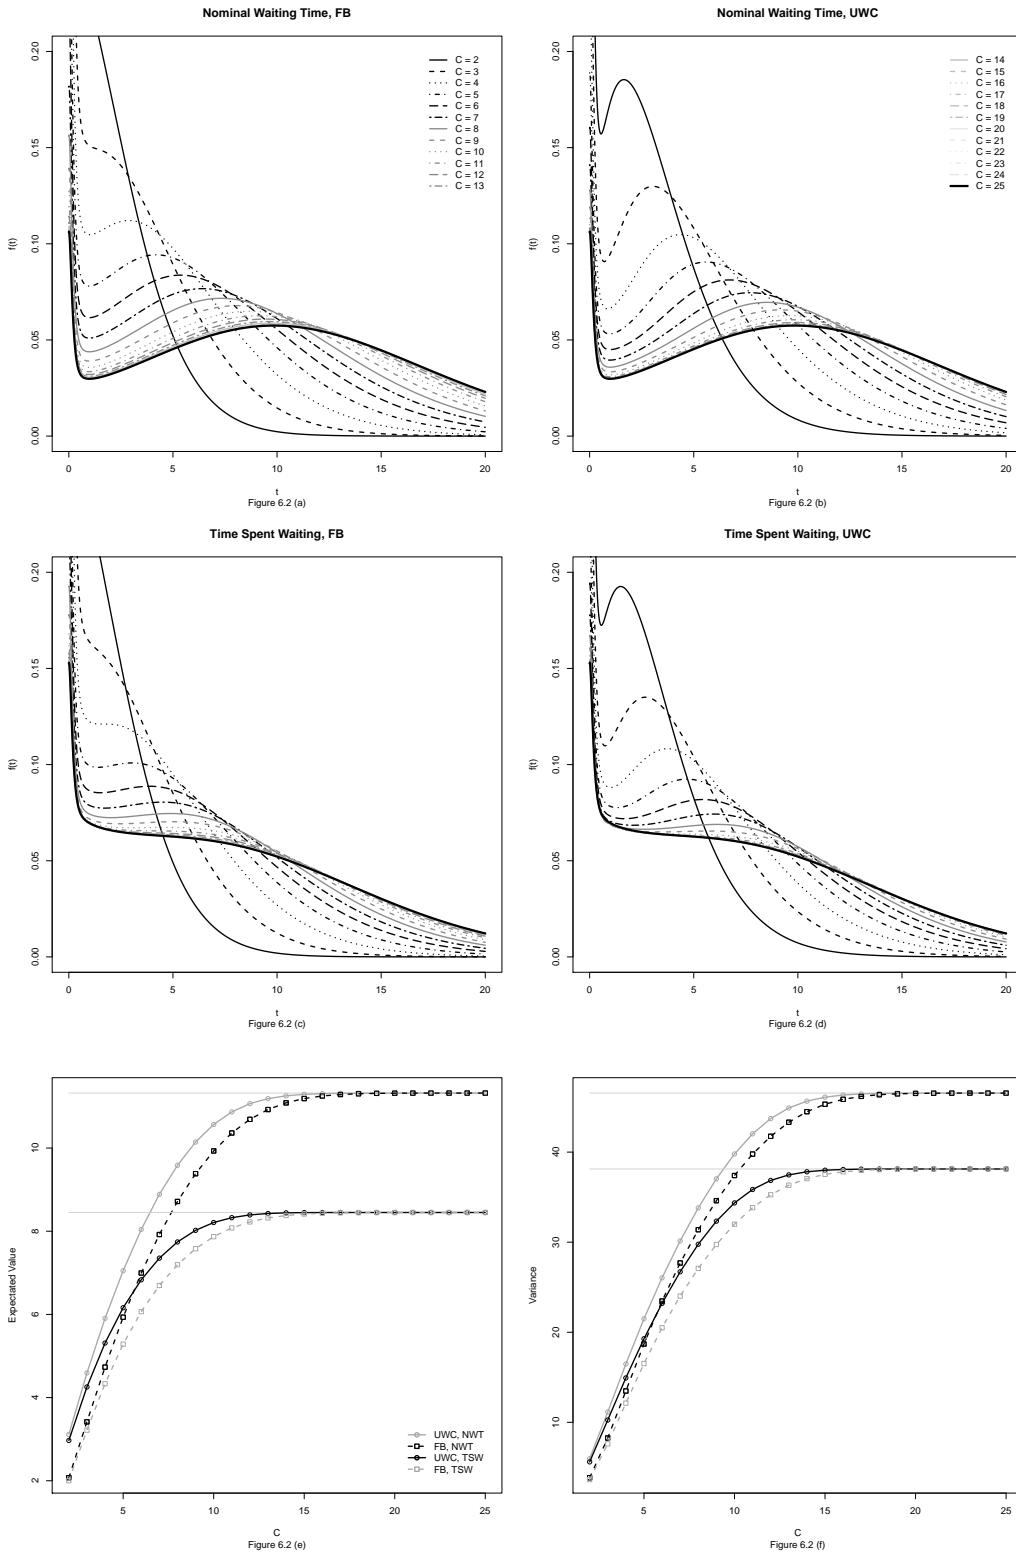 Nominal Waiting Time, FB
f(t)
0.00 0.05 0.10 0.15 0.20
C = 2
C = 3
C = 4
C = 5
C = 6
C = 7
C = 8
C = 9
C = 10
C = 11
C = 12
C = 13
0 5 10 15 20
t
Figure 6.2 (a)
Nominal Waiting Time, UWC
f(t)
0.00 0.05 0.10 0.15 0.20
C = 14
C = 15
C = 16
C = 17
C = 18
C = 19
C = 20
C = 21
C = 22
C = 23
C = 24
C = 25
0 5 10 15 20
t
Figure 6.2 (b)
Time Spent Waiting, FB
f(t)
0.00 0.05 0.10 0.15 0.20
0 5 10 15 20
t
Figure 6.2 (c)
Time Spent Waiting, UWC
f(t)
0.00 0.05 0.10 0.15 0.20
0 5 10 15 20
t
Figure 6.2 (d)
Expectated Value
2 4 6 8 10
UWC, NWT
FB, NWT
UWC, TSW
FB, TSW
5 10 15 20 25
C
Figure 6.2 (e)
Variance
10 20 30 40
5 10 15 20 25
C
Figure 6.2 (f)